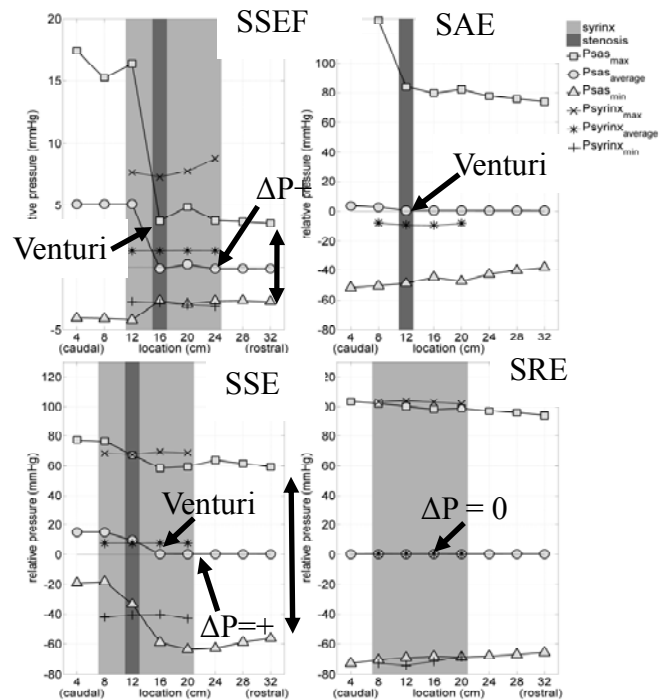 SSEF
20
15
10
5
-5
tive pressure (mmHg)
Venturi
ΔP+
4 8 12 16 20 24 28 32
(caudal) location (cm) (rostral)
SAE
100
80
60
40
20
0
-20
-40
-60
-80
relative pressure (mmHg)
Venturi
4 8 12 16 20 24 28 32
(caudal) location (cm) (rostral)
syrinx
stenosis
Psas max
Psas average
Psas min
Psyrinx max
Psyrinx average
Psyrinx min
SSE
120
100
80
60
40
20
0
-20
-40
-60
-80
relative pressure (mmHg)
Venturi
ΔP=+
4 8 12 16 20 24 28 32
(caudal) location (cm) (rostral)
SRE
100
80
60
40
20
0
-20
-40
-60
-80
relative pressure (mmHg)
ΔP = 0
4 8 12 16 20 24 28 32
(caudal) location (cm) (rostral)